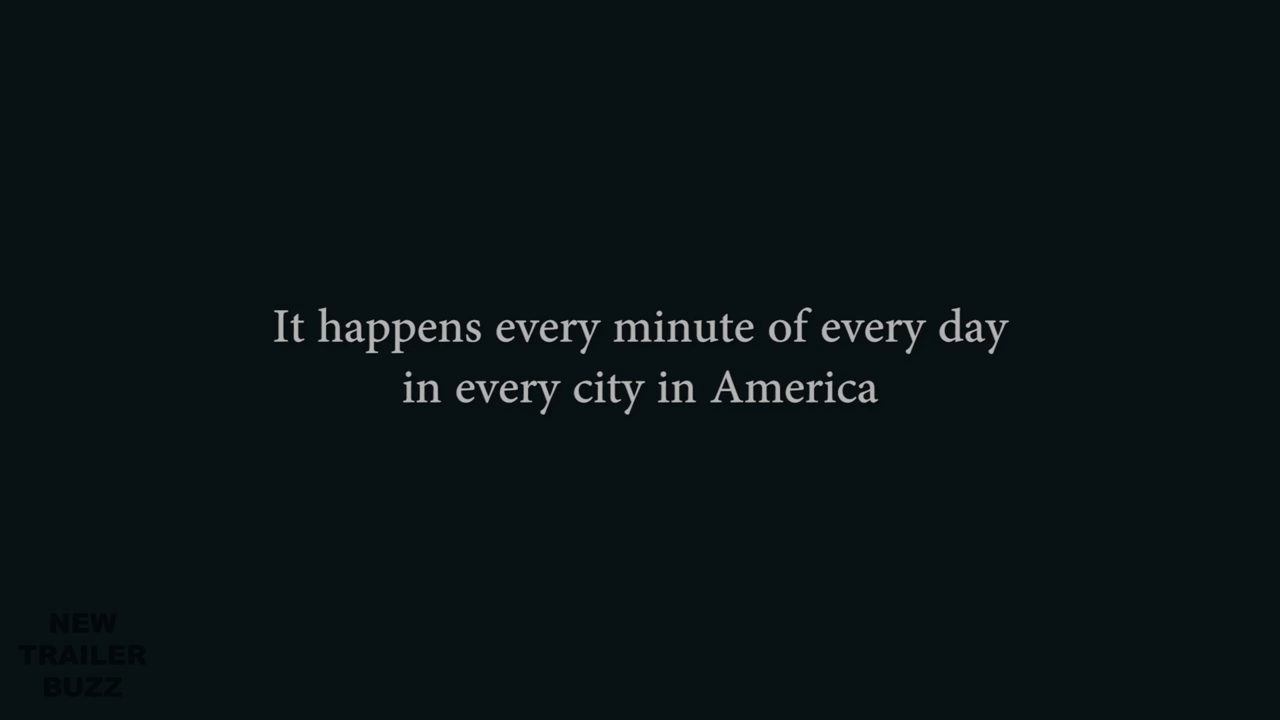 It happens every minute of every day
in every city in America
NEW
TRAILER
BUZZ